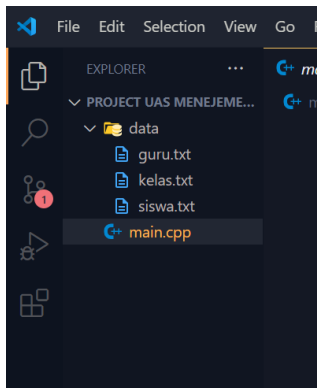 File Edit Selection View Go
EXPLORER ...
PROJECT UAS MENEJEME...
data
guru.txt
kelas.txt
siswa.txt
main.cpp
1